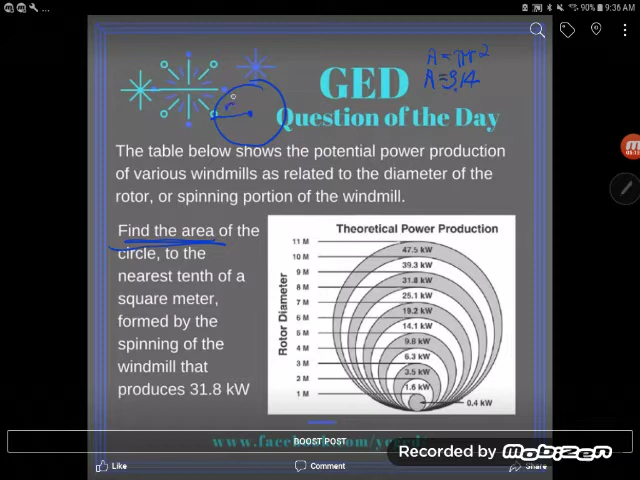 ... 90% 9:36 AM
A = πr²
GED
A = 3.14
r
Question of the Day
The table below shows the potential power production
of various windmills as related to the diameter of the
rotor, or spinning portion of the windmill.
Find the area of the
circle, to the
nearest tenth of a
square meter,
formed by the
spinning of the
windmill that
produces 31.8 kW
Theoretical Power Production
Rotor Diameter
11 M
10 M
9 M
8 M
7 M
6 M
5 M
4 M
3 M
2 M
1 M
47.5 kW
39.3 kW
31.8 kW
25.1 kW
19.2 kW
14.1 kW
9.8 kW
6.3 kW
3.5 kW
1.6 kW
0.4 kW
BOOST POST
Recorded by MOBIZEN
Like
Comment
Share